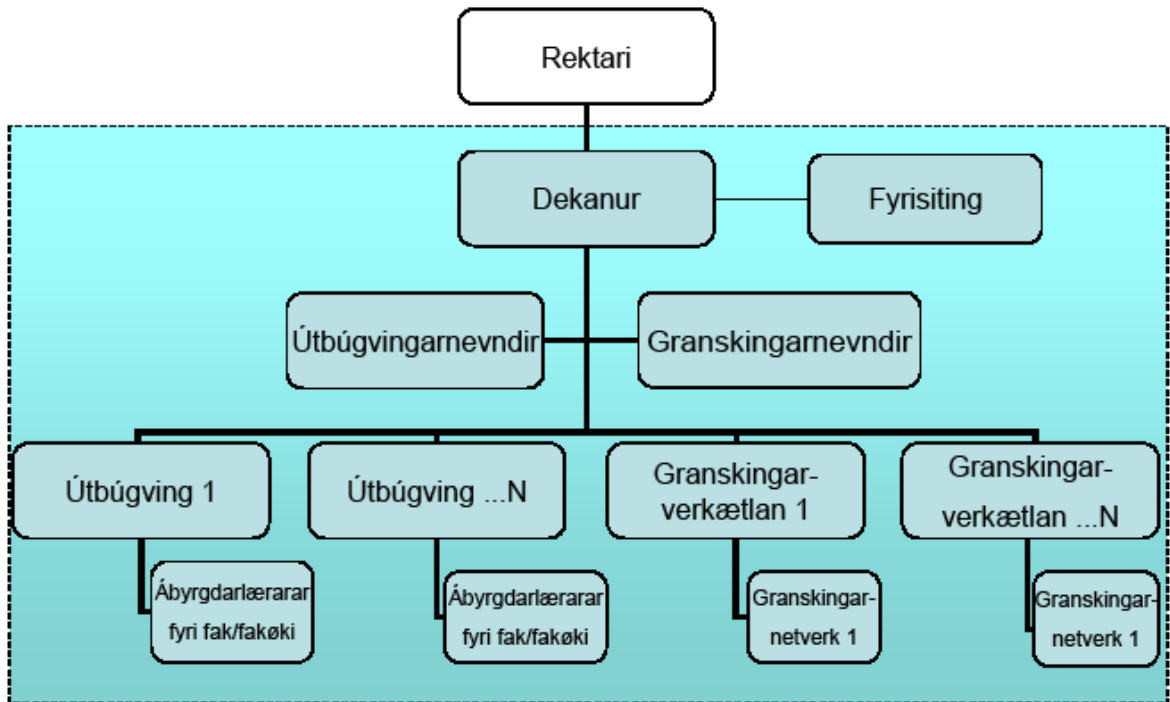 Rektari
Dekanur
Fyrisiting
Útbúgvingarnevndir
Granskingarnevndir
Útbúgving 1
Útbúgving ...N
Granskingar-
verkætlan 1
Granskingar-
verkætlan ...N
Ábyrgdarlærarar
fyri fak/fakøki
Ábyrgdarlærarar
fyri fak/fakøki
Granskingar-
netverk 1
Granskingar-
netverk 1